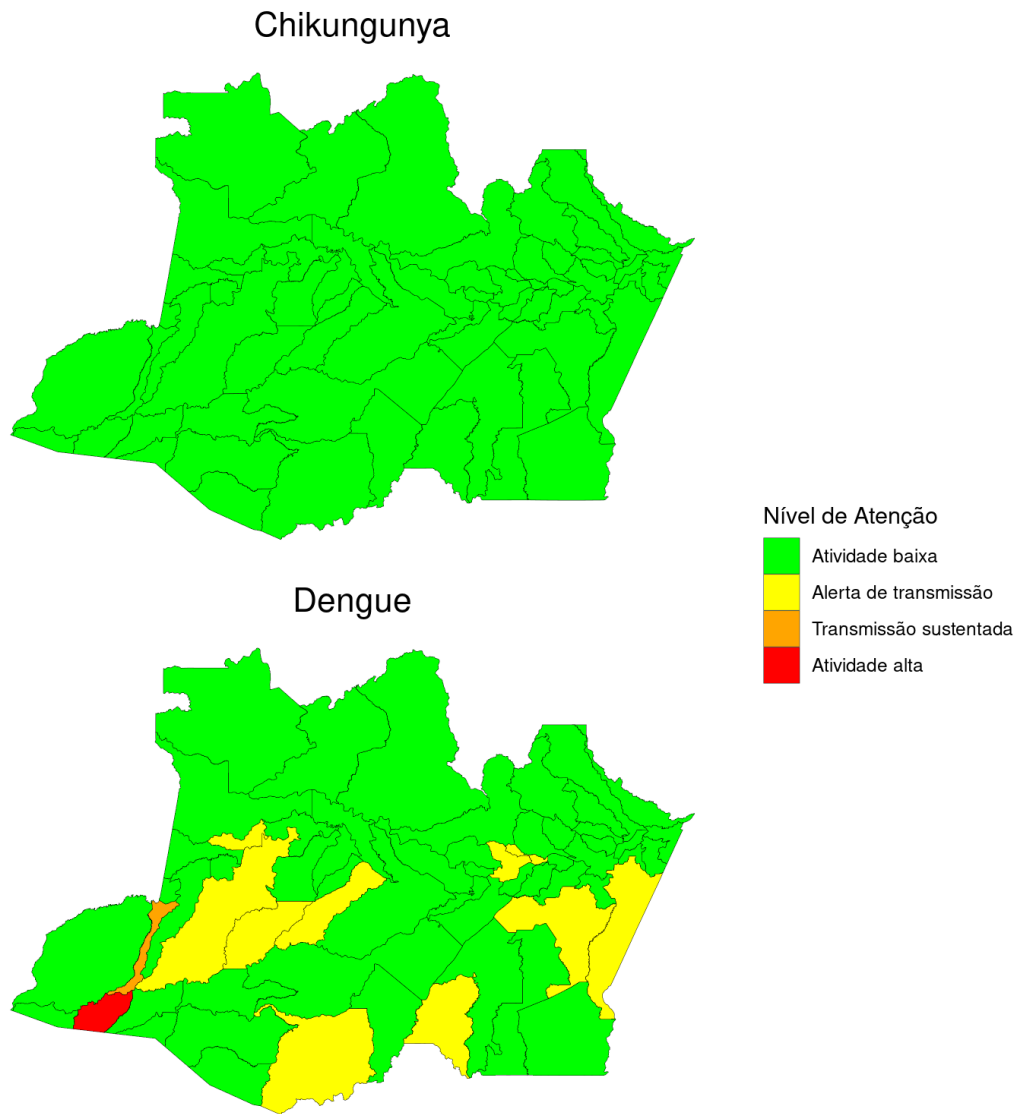 Chikungunya
Nível de Atenção
Atividade baixa
Alerta de transmissão
Transmissão sustentada
Atividade alta
Dengue